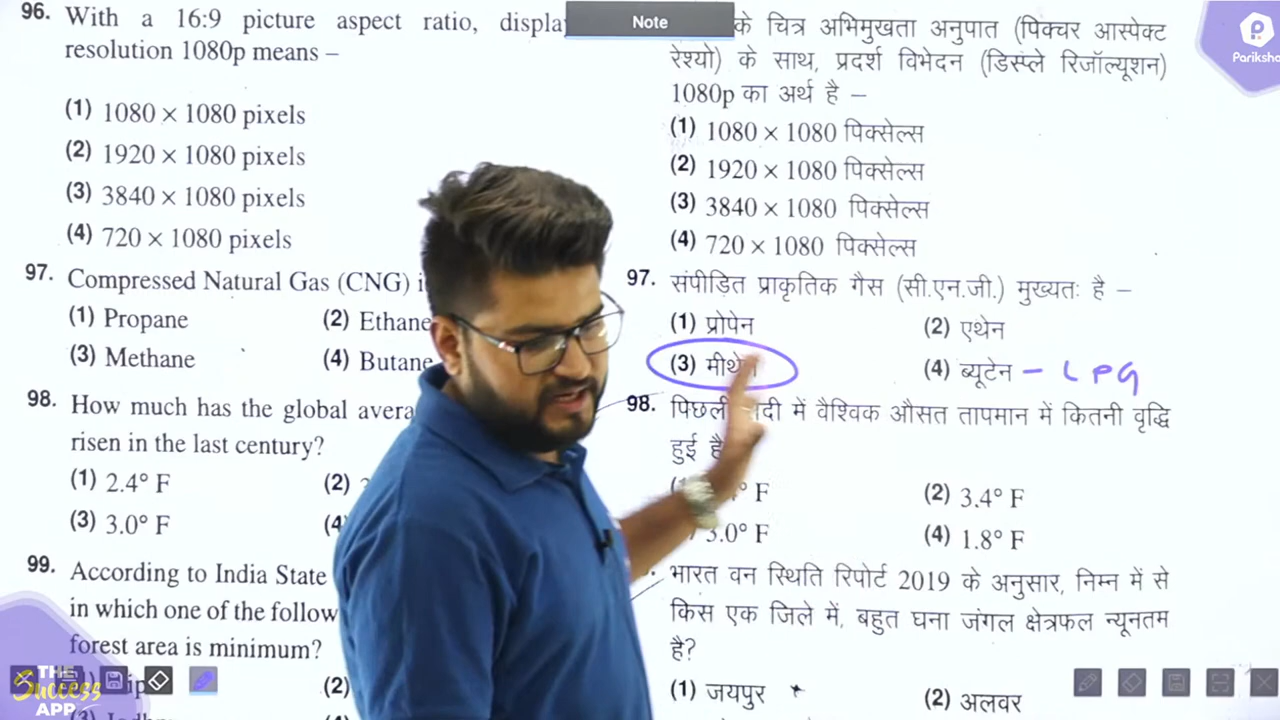 Note
Pariksha
96. With a 16:9 picture aspect ratio, displa
resolution 1080p means –
(1) 1080 × 1080 pixels
(2) 1920 × 1080 pixels
(3) 3840 × 1080 pixels
(4) 720 × 1080 pixels
97. Compressed Natural Gas (CNG) i
(1) Propane (2) Ethane
(3) Methane (4) Butane
98. How much has the global avera
risen in the last century?
(1) 2.4° F (2)
(3) 3.0° F (4
99. According to India State
in which one of the follow
forest area is minimum?
(2)
के चित्र अभिमुखता अनुपात (पिक्चर आस्पेक्ट
रेश्यो) के साथ, प्रदर्श विभेदन (डिस्प्ले रिजॉल्यूशन)
1080p का अर्थ है –
(1) 1080 × 1080 पिक्सेल्स
(2) 1920 × 1080 पिक्सेल्स
(3) 3840 × 1080 पिक्सेल्स
(4) 720 × 1080 पिक्सेल्स
97. संपीड़ित प्राकृतिक गैस (सी.एन.जी.) मुख्यतः है –
(1) प्रोपेन (2) एथेन
(3) मीथेन (4) ब्यूटेन – LPG
98. पिछली में वैश्विक औसत तापमान में कितनी वृद्धि
हुई है
° F (2) 3.4° F
3.0° F (4) 1.8° F
भारत वन स्थिति रिपोर्ट 2019 के अनुसार, निम्न में से
किस एक जिले में, बहुत घना जंगल क्षेत्रफल न्यूनतम
है?
(1) जयपुर (2) अलवर
THE
Success
APP